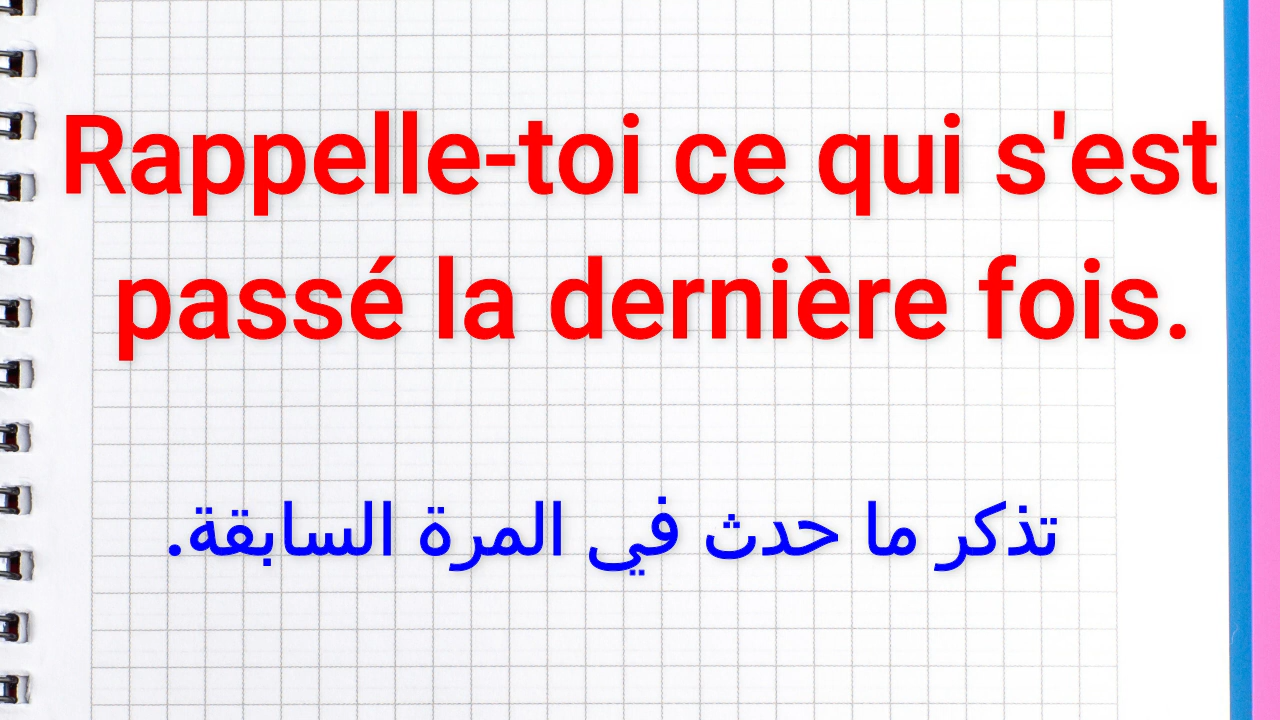 Rappelle-toi ce qui s'est
passé la dernière fois.
تذكر ما حدث في المرة السابقة.